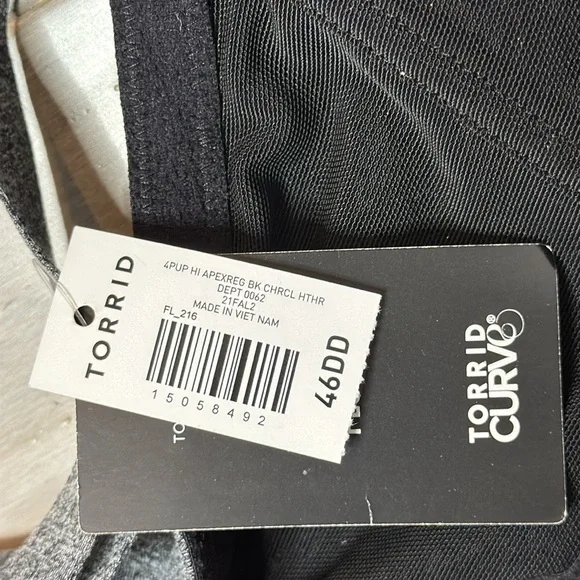 TORRID
4PUP HI APEXREG BK CHRCL HTHR
DEPT 0062
21FAL2
MADE IN VIET NAM
FL_216
15058492
46DD
TORRID
CURVE®